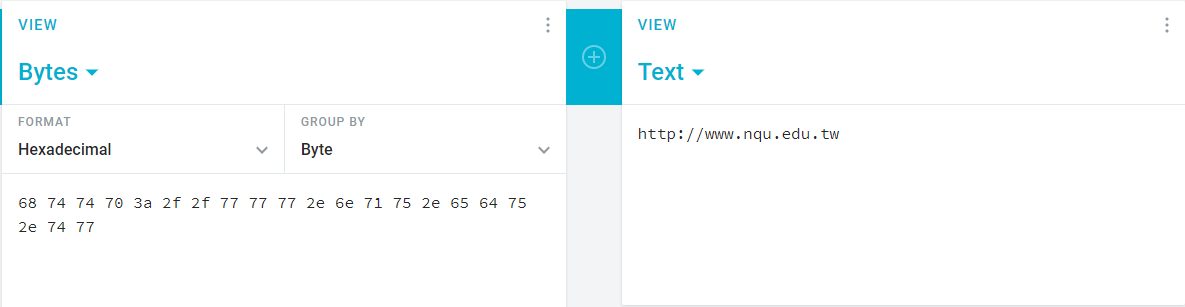 VIEW
Bytes
FORMAT
Hexadecimal
GROUP BY
Byte
68 74 74 70 3a 2f 2f 77 77 77 2e 6e 71 75 2e 65 64 75
2e 74 77
VIEW
Text
http://www.nqu.edu.tw